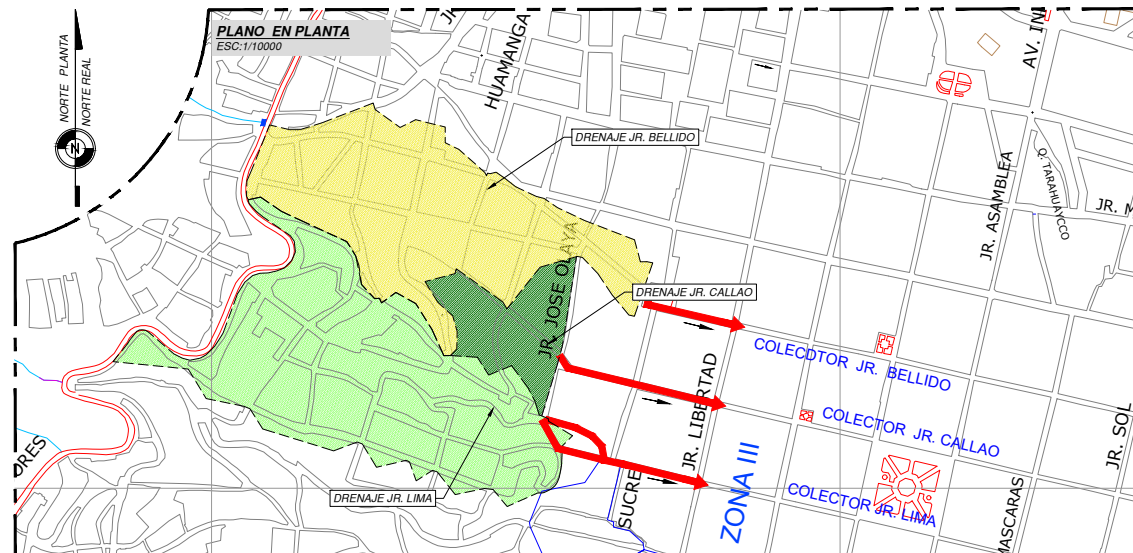 PLANO EN PLANTA
ESC:1/10000
NORTE PLANTA
NORTE REAL
N
JR.
HUAMANGA
AV. IN
DRENAJE JR. BELLIDO
JR. ASAMBLEA
Q. TARAHUAYCCO
JR. M
JR. JOSE OLAYA
DRENAJE JR. CALLAO
COLECDTOR JR. BELLIDO
JR. LIBERTAD
COLECTOR JR. CALLAO
JR. SOL
DRES
DRENAJE JR. LIMA
SUCRE
ZONA III
COLECTOR JR. LIMA
MASCARAS